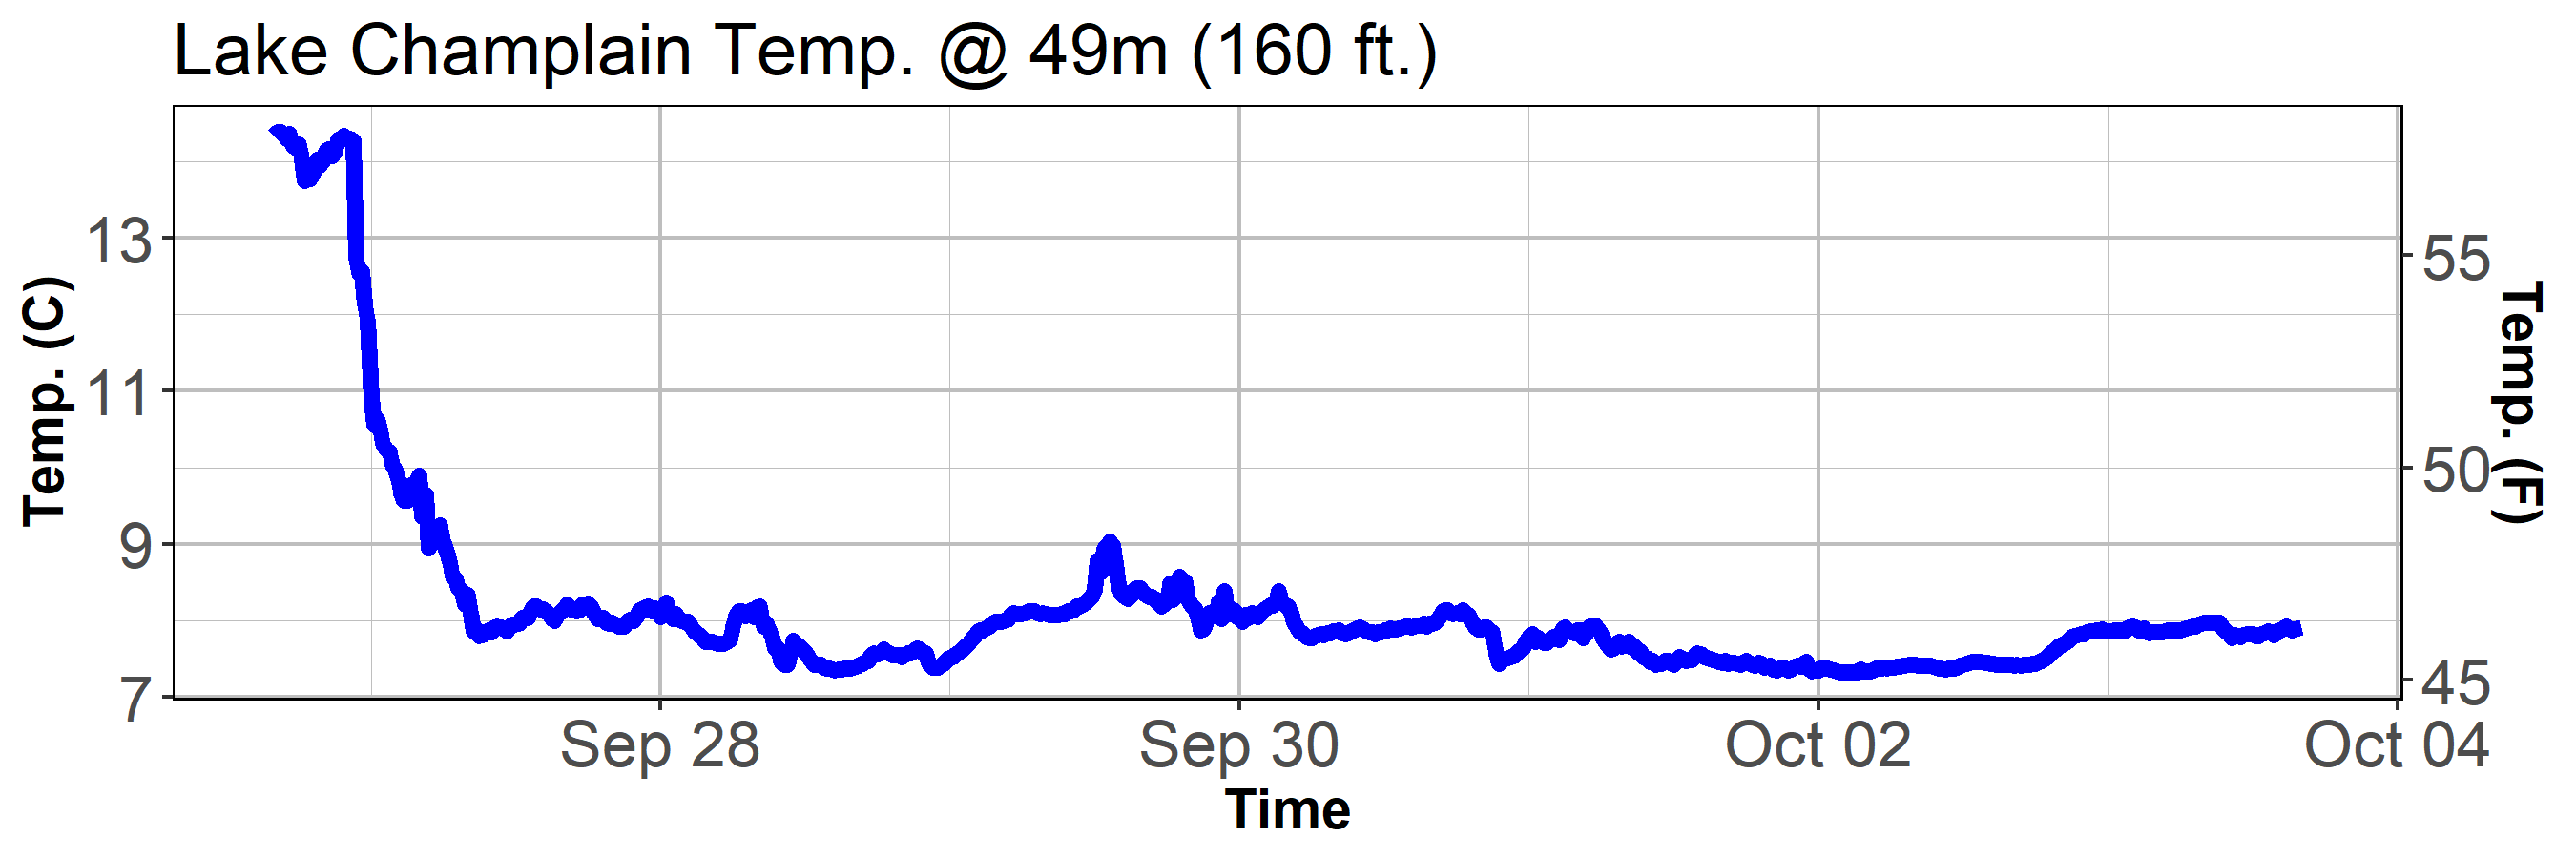 Lake Champlain Temp. @ 49m (160 ft.)
Temp. (C)
13
11
9
7
55
50
45
Temp. (F)
Sep 28
Sep 30
Oct 02
Oct 04
Time